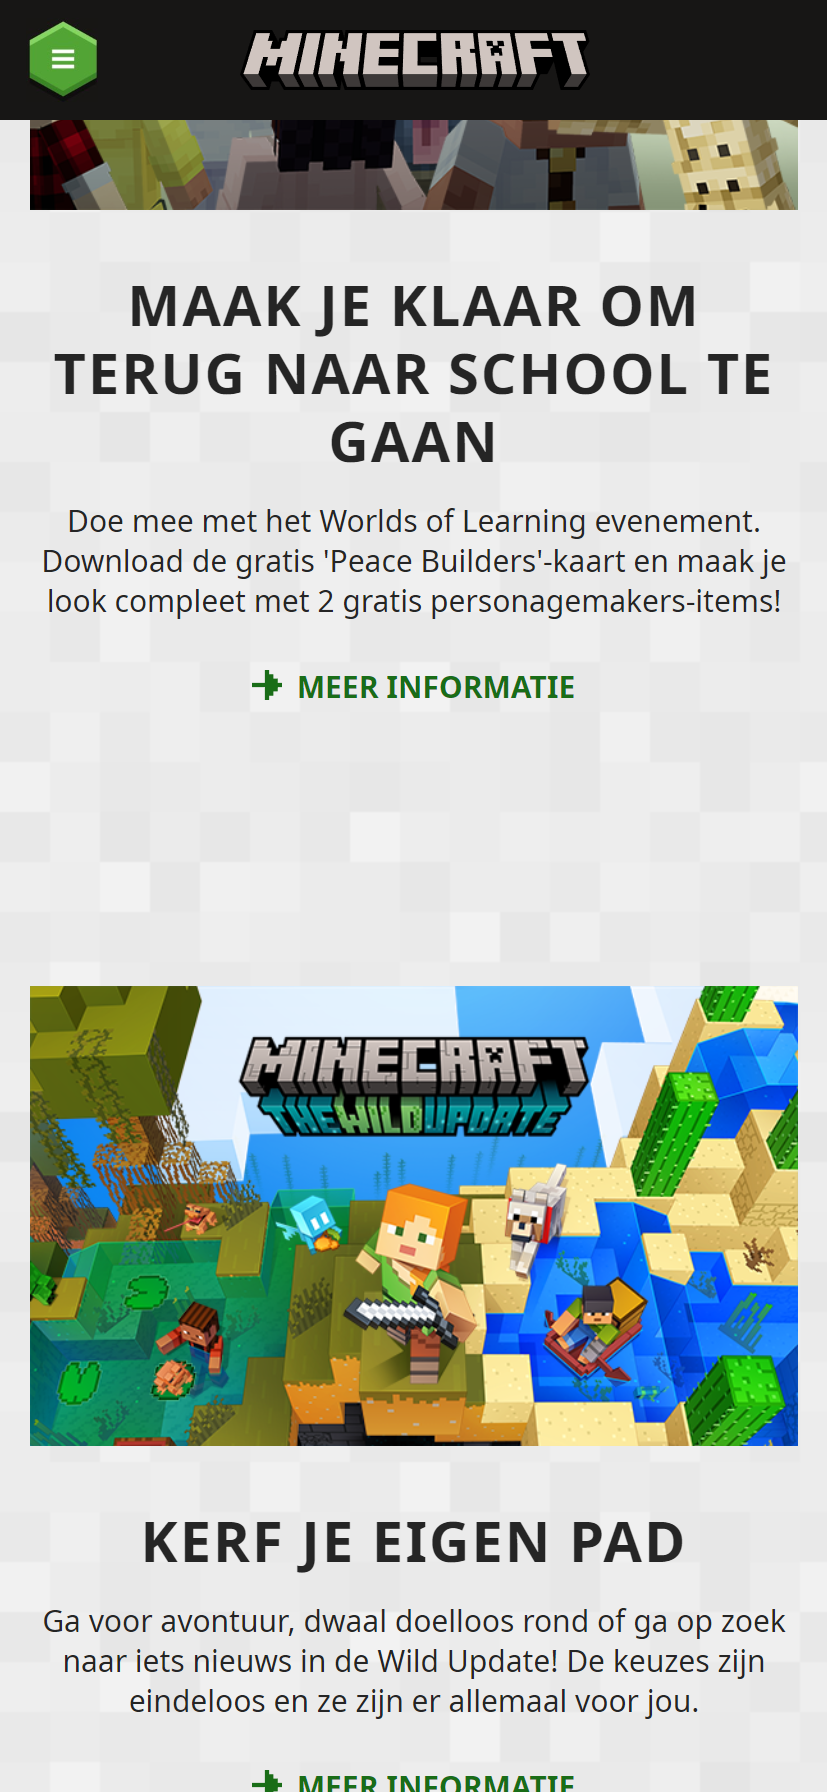 MINECRAFT
MAAK JE KLAAR OM
TERUG NAAR SCHOOL TE
GAAN
Doe mee met het Worlds of Learning evenement.
Download de gratis 'Peace Builders'-kaart en maak je
look compleet met 2 gratis personagemakers-items!
MEER INFORMATIE
MINECRAFT
THE WILD UPDATE
KERF JE EIGEN PAD
Ga voor avontuur, dwaal doelloos rond of ga op zoek
naar iets nieuws in de Wild Update! De keuzes zijn
eindeloos en ze zijn er allemaal voor jou.
MEER INFORMATIE